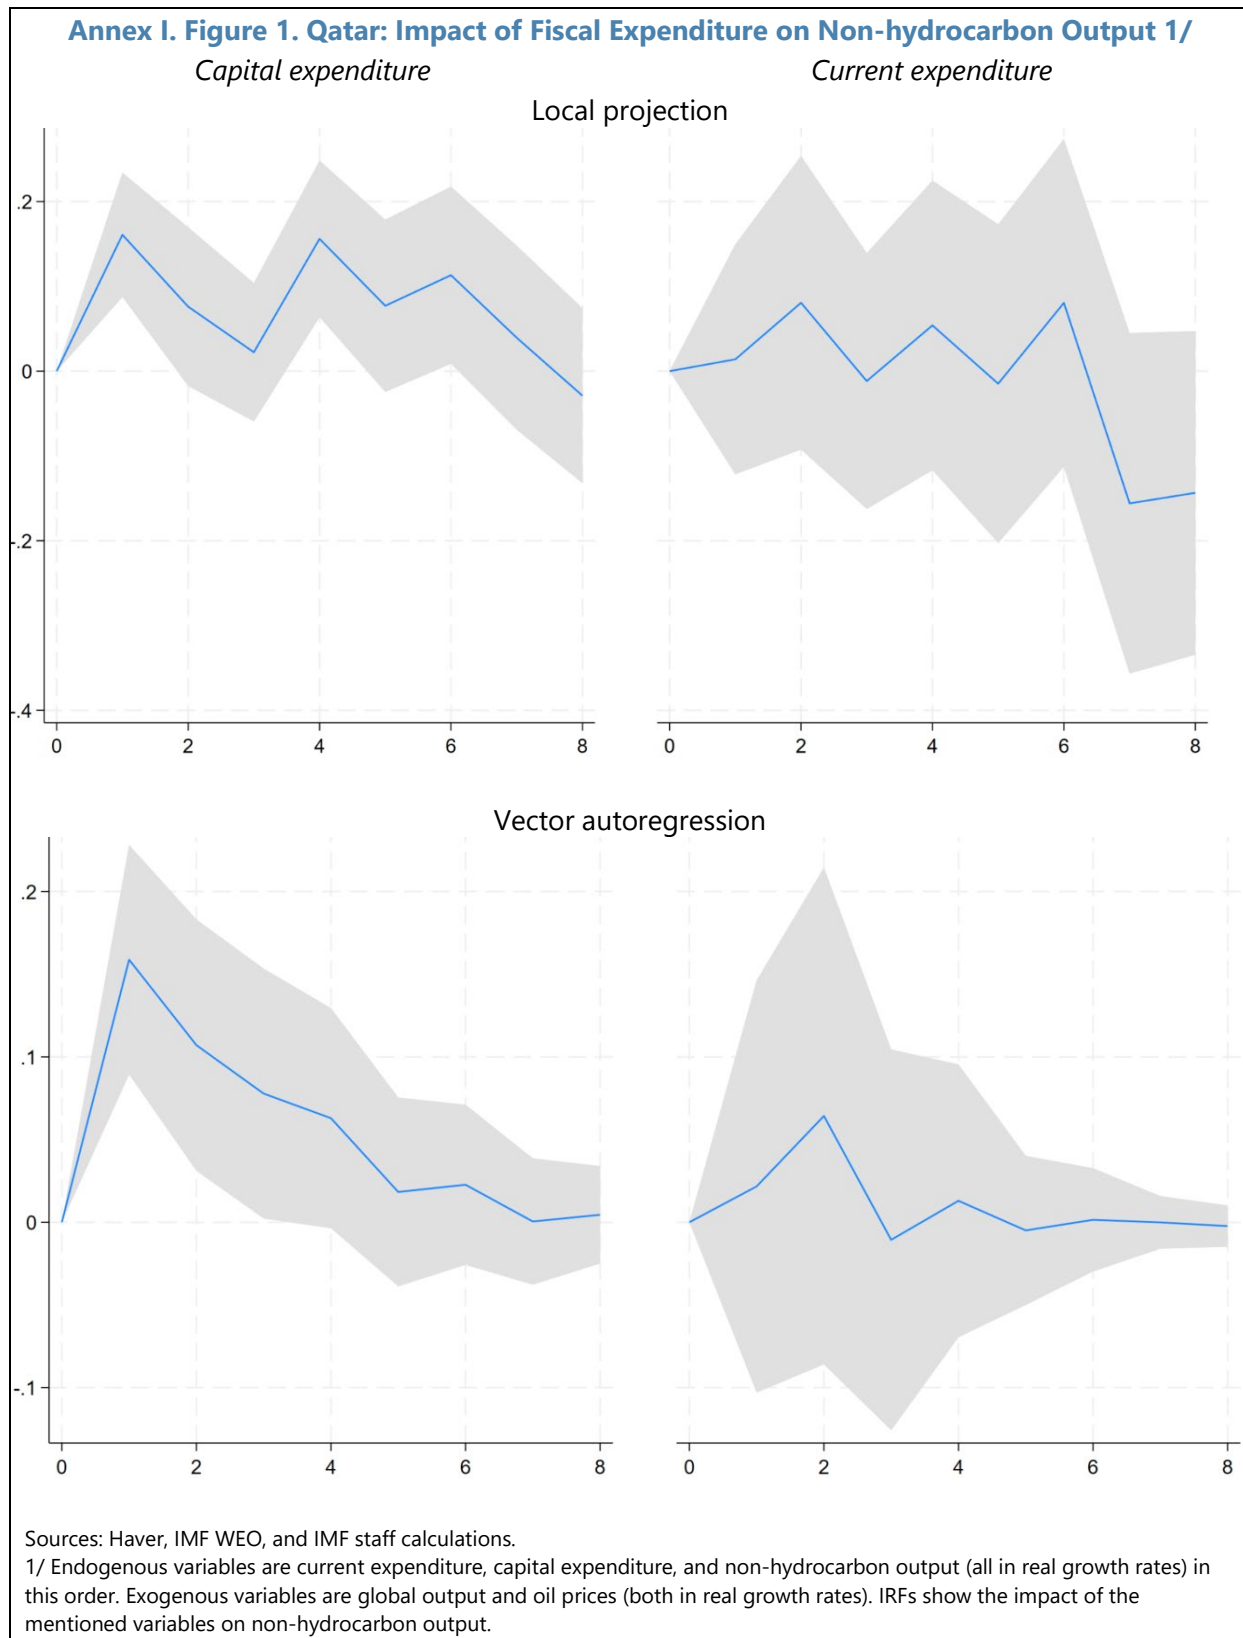 Annex I. Figure 1. Qatar: Impact of Fiscal Expenditure on Non-hydrocarbon Output 1/
Capital expenditure
Current expenditure
Local projection
.2
0
-.2
-.4
0 2 4 6 8
0 2 4 6 8
Vector autoregression
.2
.1
0
-.1
0 2 4 6 8
0 2 4 6 8
Sources: Haver, IMF WEO, and IMF staff calculations.
1/ Endogenous variables are current expenditure, capital expenditure, and non-hydrocarbon output (all in real growth rates) in
this order. Exogenous variables are global output and oil prices (both in real growth rates). IRFs show the impact of the
mentioned variables on non-hydrocarbon output.